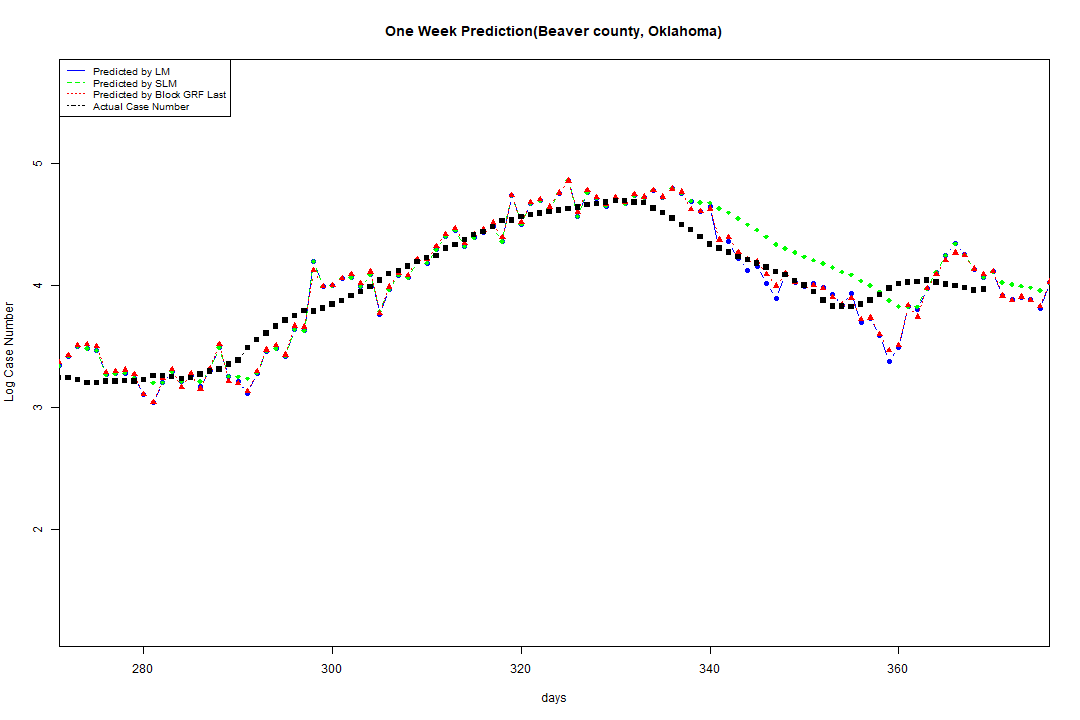 One Week Prediction(Beaver county, Oklahoma)
Predicted by LM
Predicted by SLM
Predicted by Block GRF Last
Actual Case Number
5
4
3
2
Log Case Number
280 300 320 340 360
days